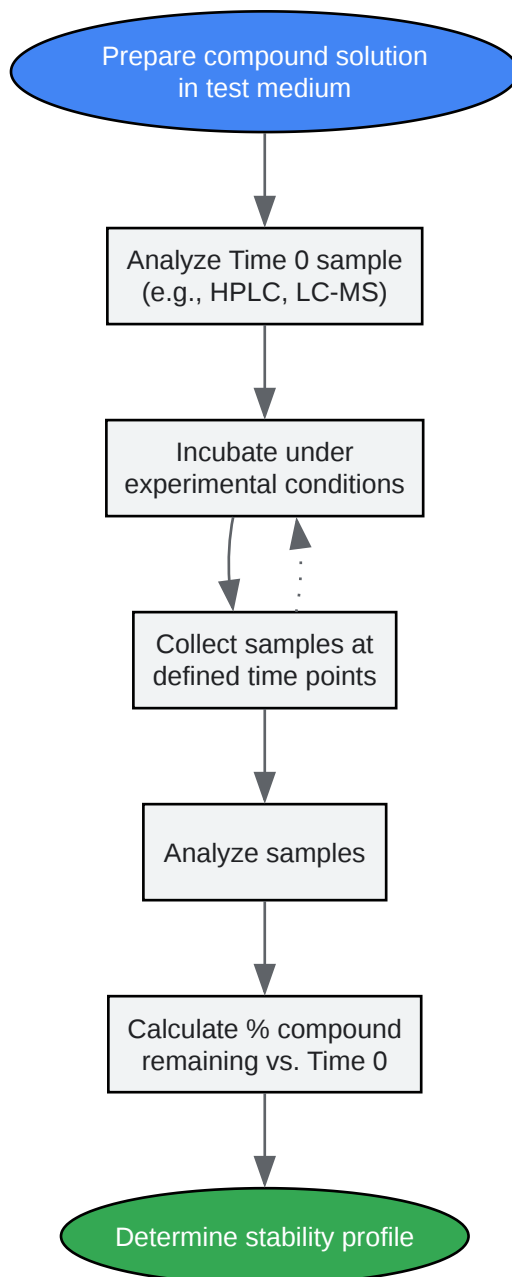 Prepare compound solution
in test medium
Analyze Time 0 sample
(e.g., HPLC, LC-MS)
Incubate under
experimental conditions
Collect samples at
defined time points
Analyze samples
Calculate % compound
remaining vs. Time 0
Determine stability profile